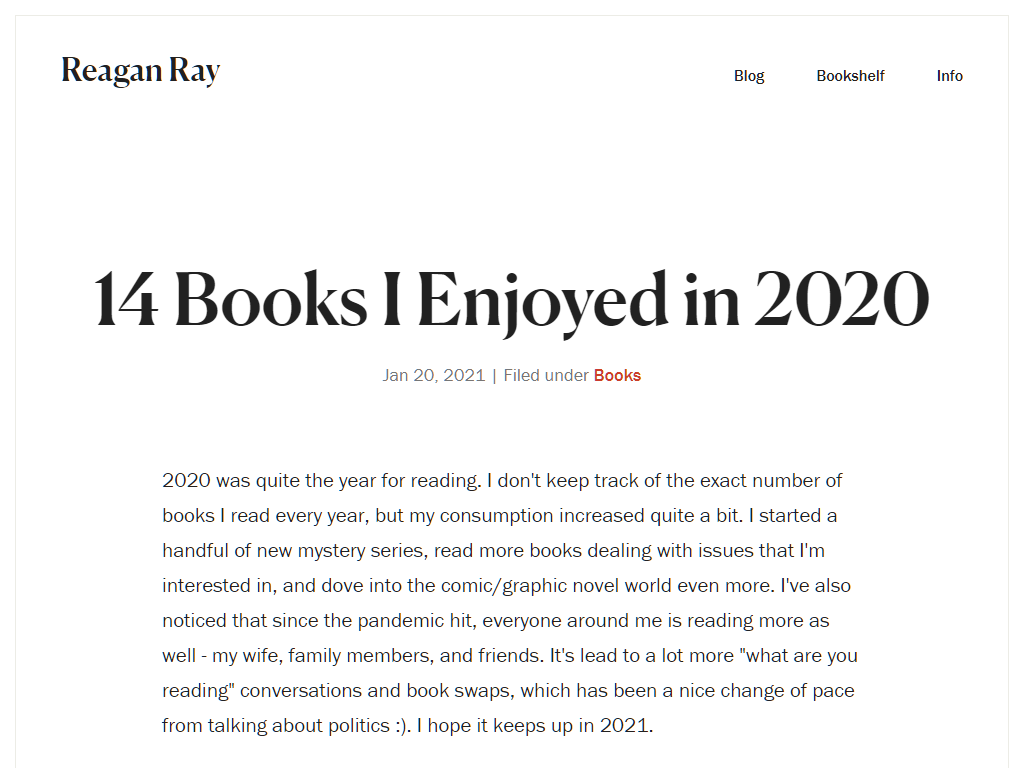 Reagan Ray
Blog
Bookshelf
Info
14 Books I Enjoyed in 2020
Jan 20, 2021 | Filed under Books
2020 was quite the year for reading. I don't keep track of the exact number of
books I read every year, but my consumption increased quite a bit. I started a
handful of new mystery series, read more books dealing with issues that I'm
interested in, and dove into the comic/graphic novel world even more. I've also
noticed that since the pandemic hit, everyone around me is reading more as
well - my wife, family members, and friends. It's lead to a lot more "what are you
reading" conversations and book swaps, which has been a nice change of pace
from talking about politics :). I hope it keeps up in 2021.